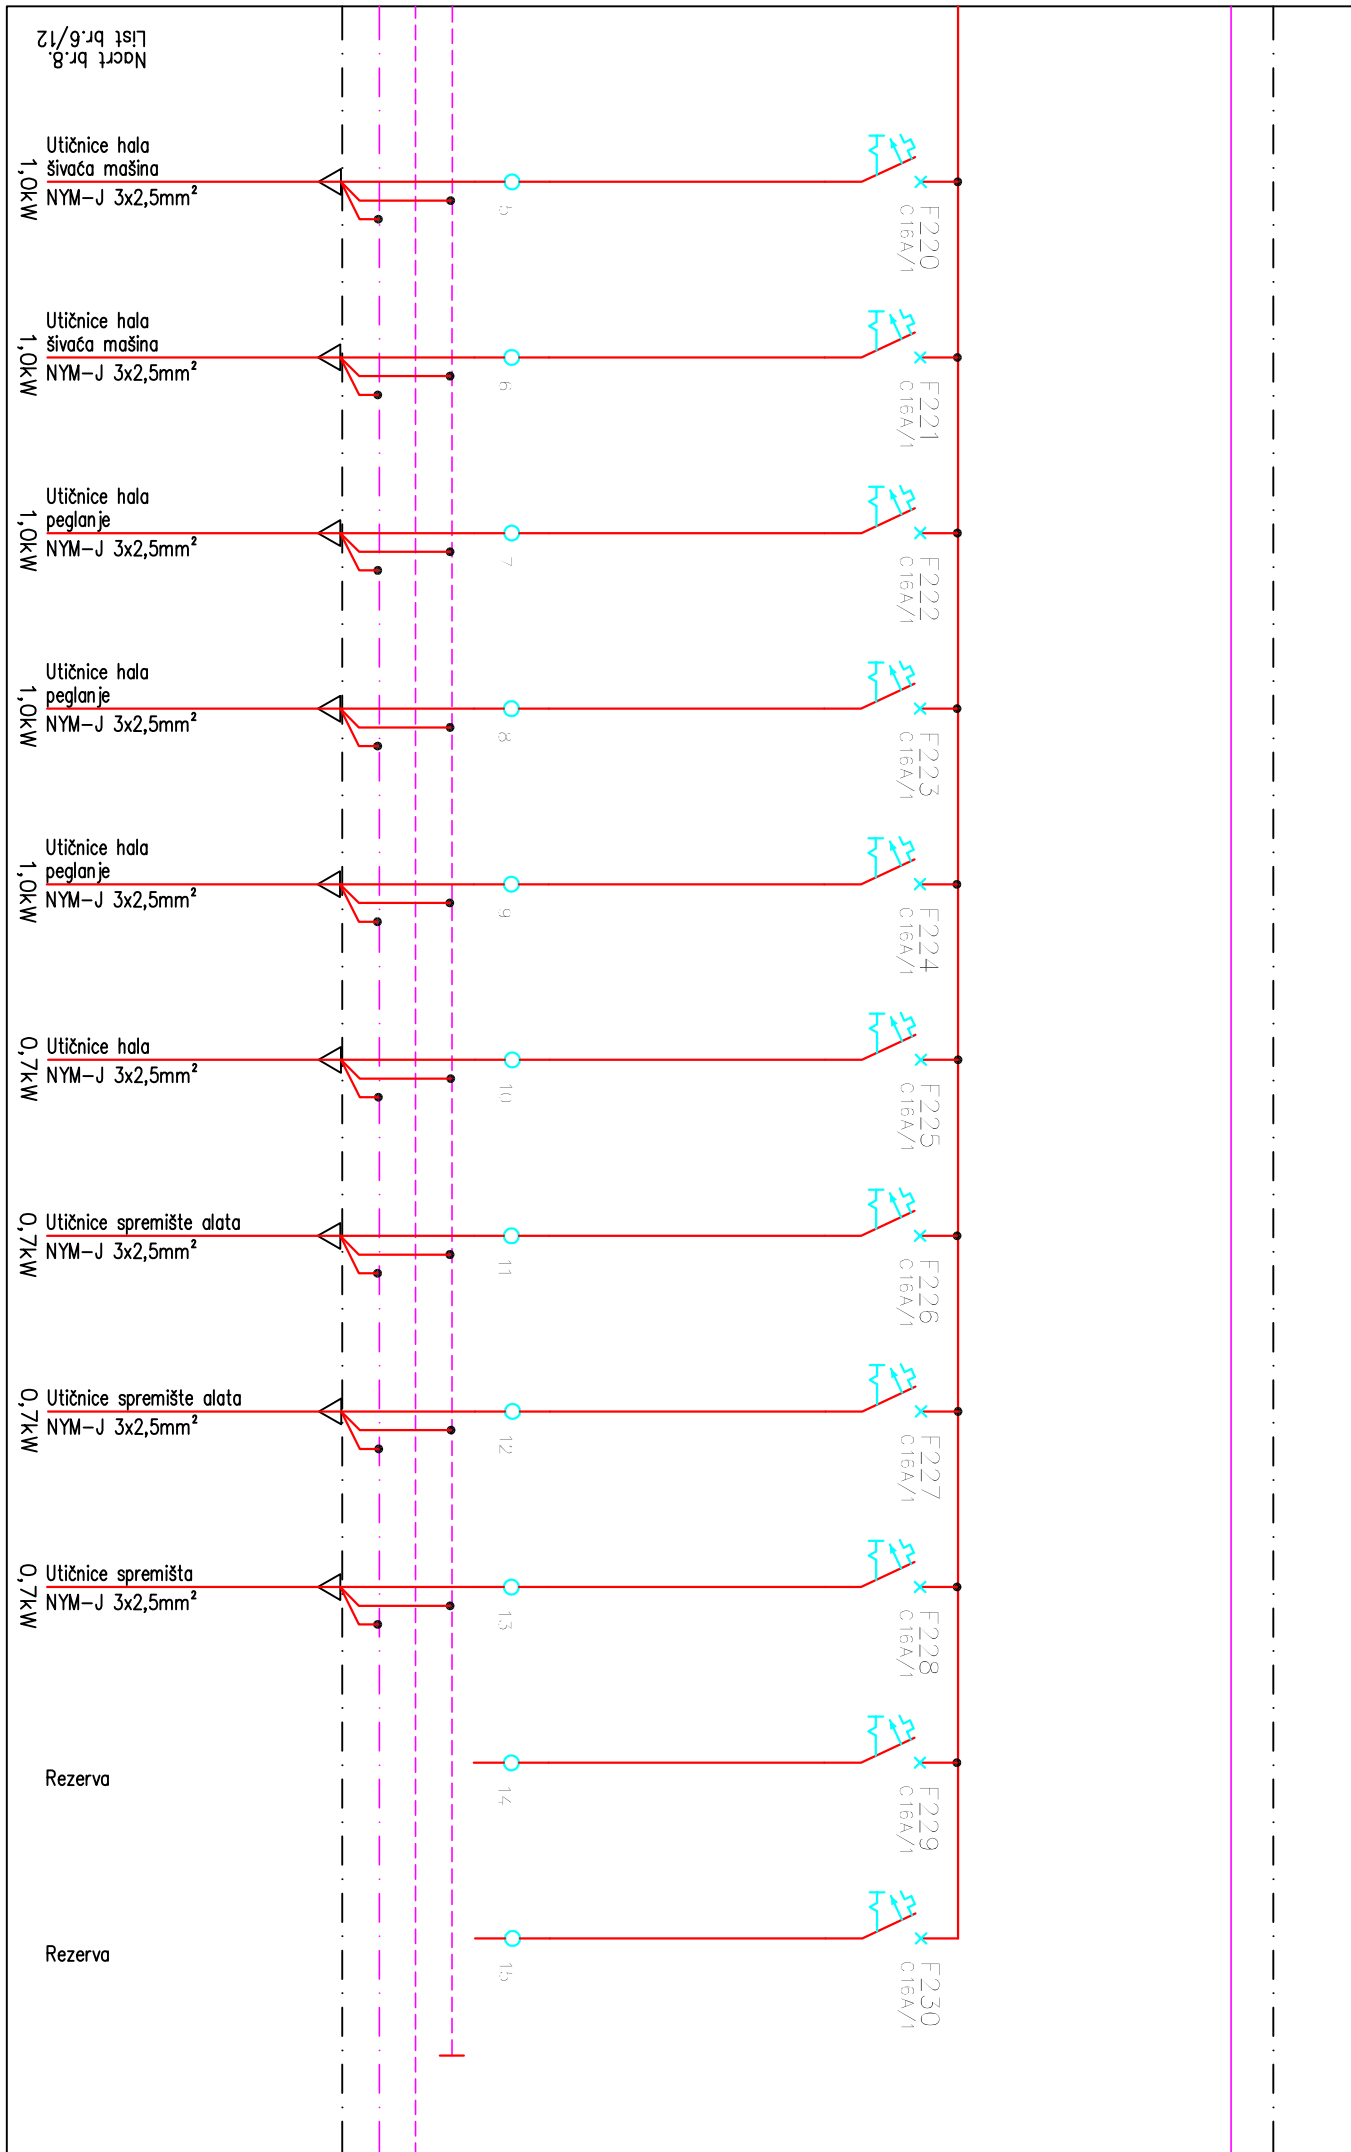 Nacrt br.8.
List br.6/12
Utičnice hala
šivaća mašina
NYM-J 3x2,5mm²
1,0kW
5
F220
C16A/1
Utičnice hala
šivaća mašina
NYM-J 3x2,5mm²
1,0kW
6
F221
C16A/1
Utičnice hala
peglanje
NYM-J 3x2,5mm²
1,0kW
7
F222
C16A/1
Utičnice hala
peglanje
NYM-J 3x2,5mm²
1,0kW
8
F223
C16A/1
Utičnice hala
peglanje
NYM-J 3x2,5mm²
1,0kW
9
F224
C16A/1
Utičnice hala
NYM-J 3x2,5mm²
0,7kW
10
F225
C16A/1
Utičnice spremište alata
NYM-J 3x2,5mm²
0,7kW
11
F226
C16A/1
Utičnice spremište alata
NYM-J 3x2,5mm²
0,7kW
12
F227
C16A/1
Utičnice spremišta
NYM-J 3x2,5mm²
0,7kW
13
F228
C16A/1
Rezerva
14
F229
C16A/1
Rezerva
15
F230
C16A/1